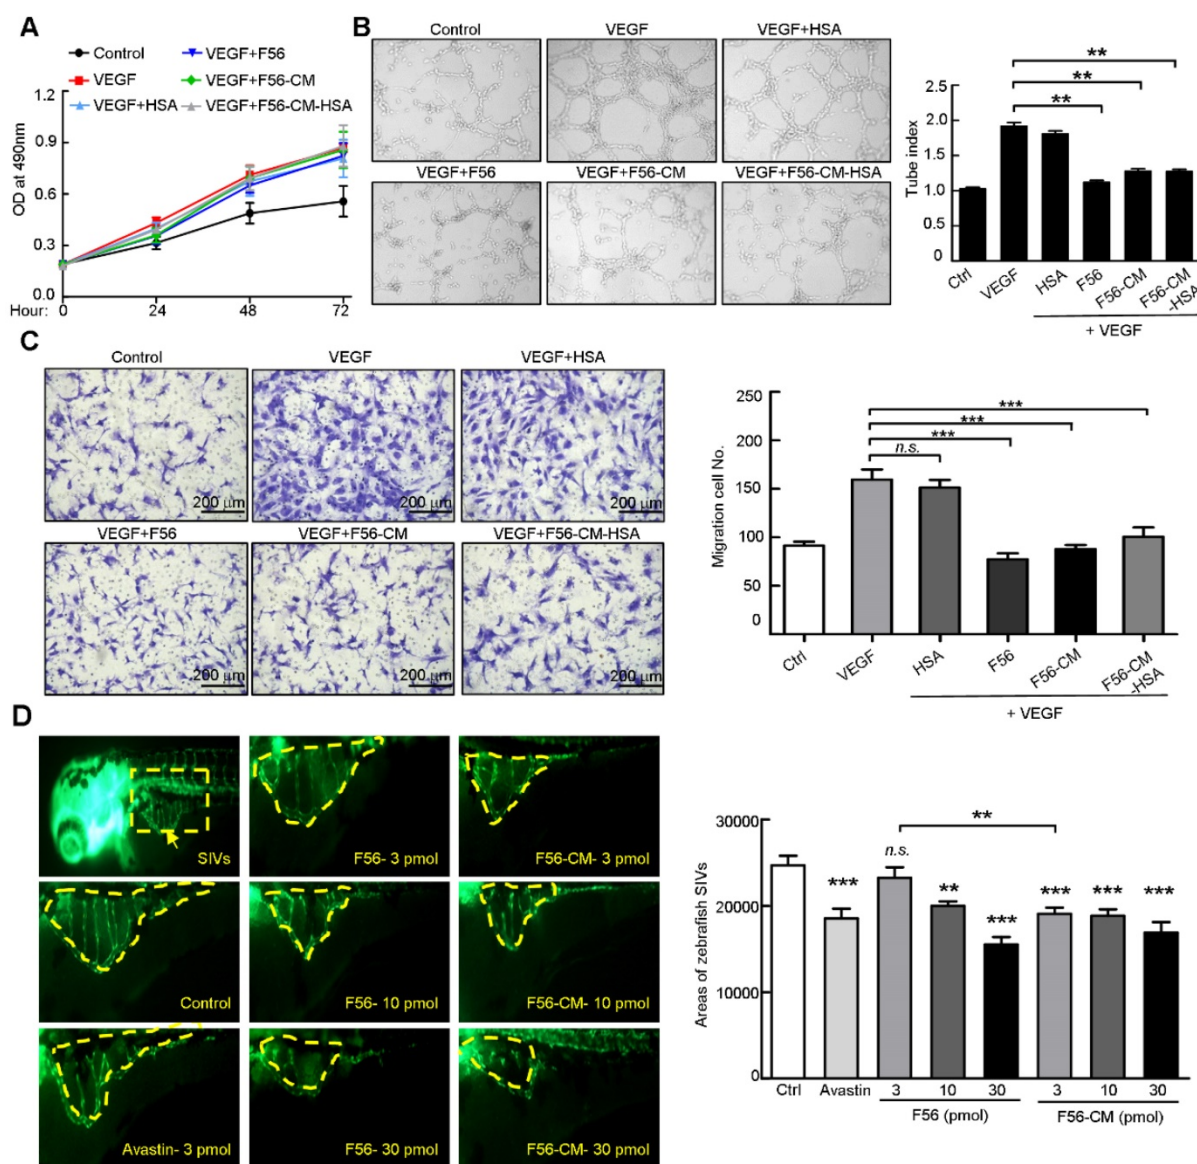 A
Control
VEGF
VEGF+HSA
VEGF+F56
VEGF+F56-CM
VEGF+F56-CM-HSA
OD at 490nm
1.2
0.9
0.6
0.3
0.0
Hour: 0 24 48 72
B
Control VEGF VEGF+HSA
VEGF+F56 VEGF+F56-CM VEGF+F56-CM-HSA
Tube index
2.5
2.0
1.5
1.0
0.5
0
**
**
**
Ctrl VEGF HSA F56 F56-CM F56-CM
-HSA
+ VEGF
C
Control VEGF VEGF+HSA
200 μm 200 μm 200 μm
VEGF+F56 VEGF+F56-CM VEGF+F56-CM-HSA
200 μm 200 μm 200 μm
Migration cell No.
250
200
150
100
50
0
***
***
***
n.s.
Ctrl VEGF HSA F56 F56-CM F56-CM
-HSA
+ VEGF
D
SIVs F56- 3 pmol F56-CM- 3 pmol
Control F56- 10 pmol F56-CM- 10 pmol
Avastin- 3 pmol F56- 30 pmol F56-CM- 30 pmol
Areas of zebrafish SIVs
30000
20000
10000
0
**
*** n.s. ** *** *** *** ***
Ctrl Avastin 3 10 30 3 10 30
F56 (pmol) F56-CM (pmol)